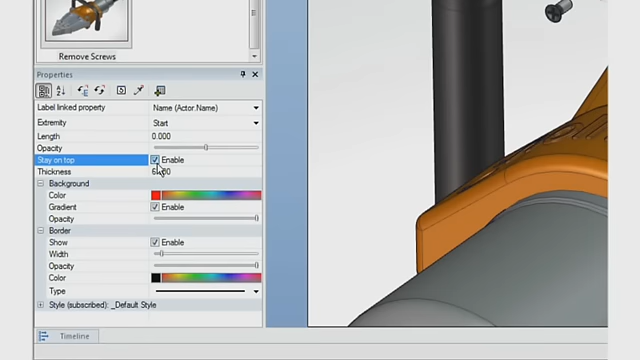 Remove Screws
Properties
Label linked property Name (Actor.Name)
Extremity Start
Length 0.000
Opacity
Stay on top Enable
Thickness
Background
Color
Gradient Enable
Opacity
Border
Show Enable
Width
Opacity
Color
Type
Style (subscribed): _Default Style
Timeline